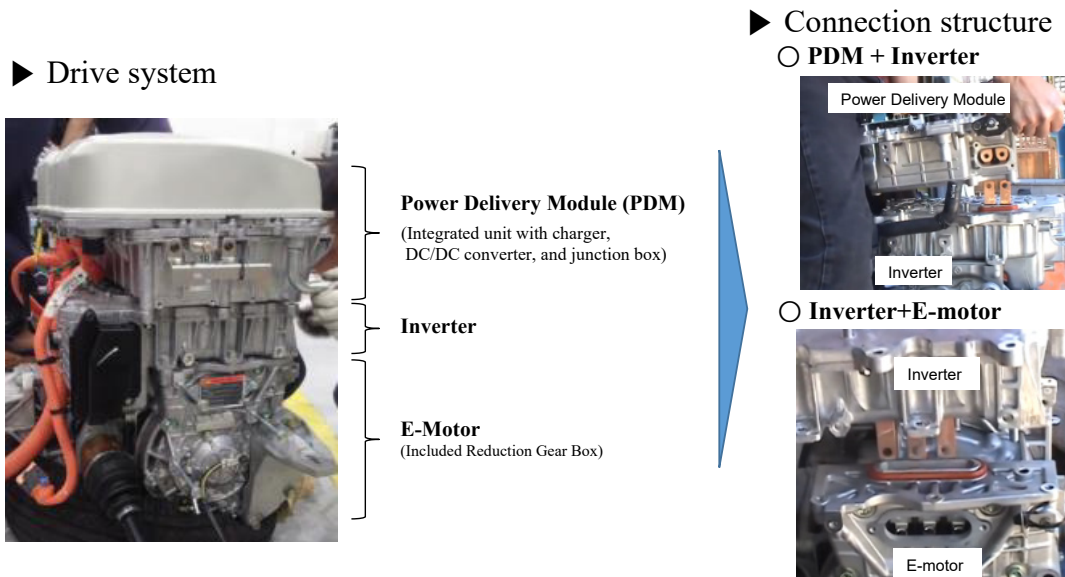 ▶ Drive system
Power Delivery Module (PDM)
(Integrated unit with charger,
DC/DC converter, and junction box)
Inverter
E-Motor
(Included Reduction Gear Box)
▶ Connection structure
○ PDM + Inverter
Power Delivery Module
Inverter
○ Inverter+E-motor
Inverter
E-motor